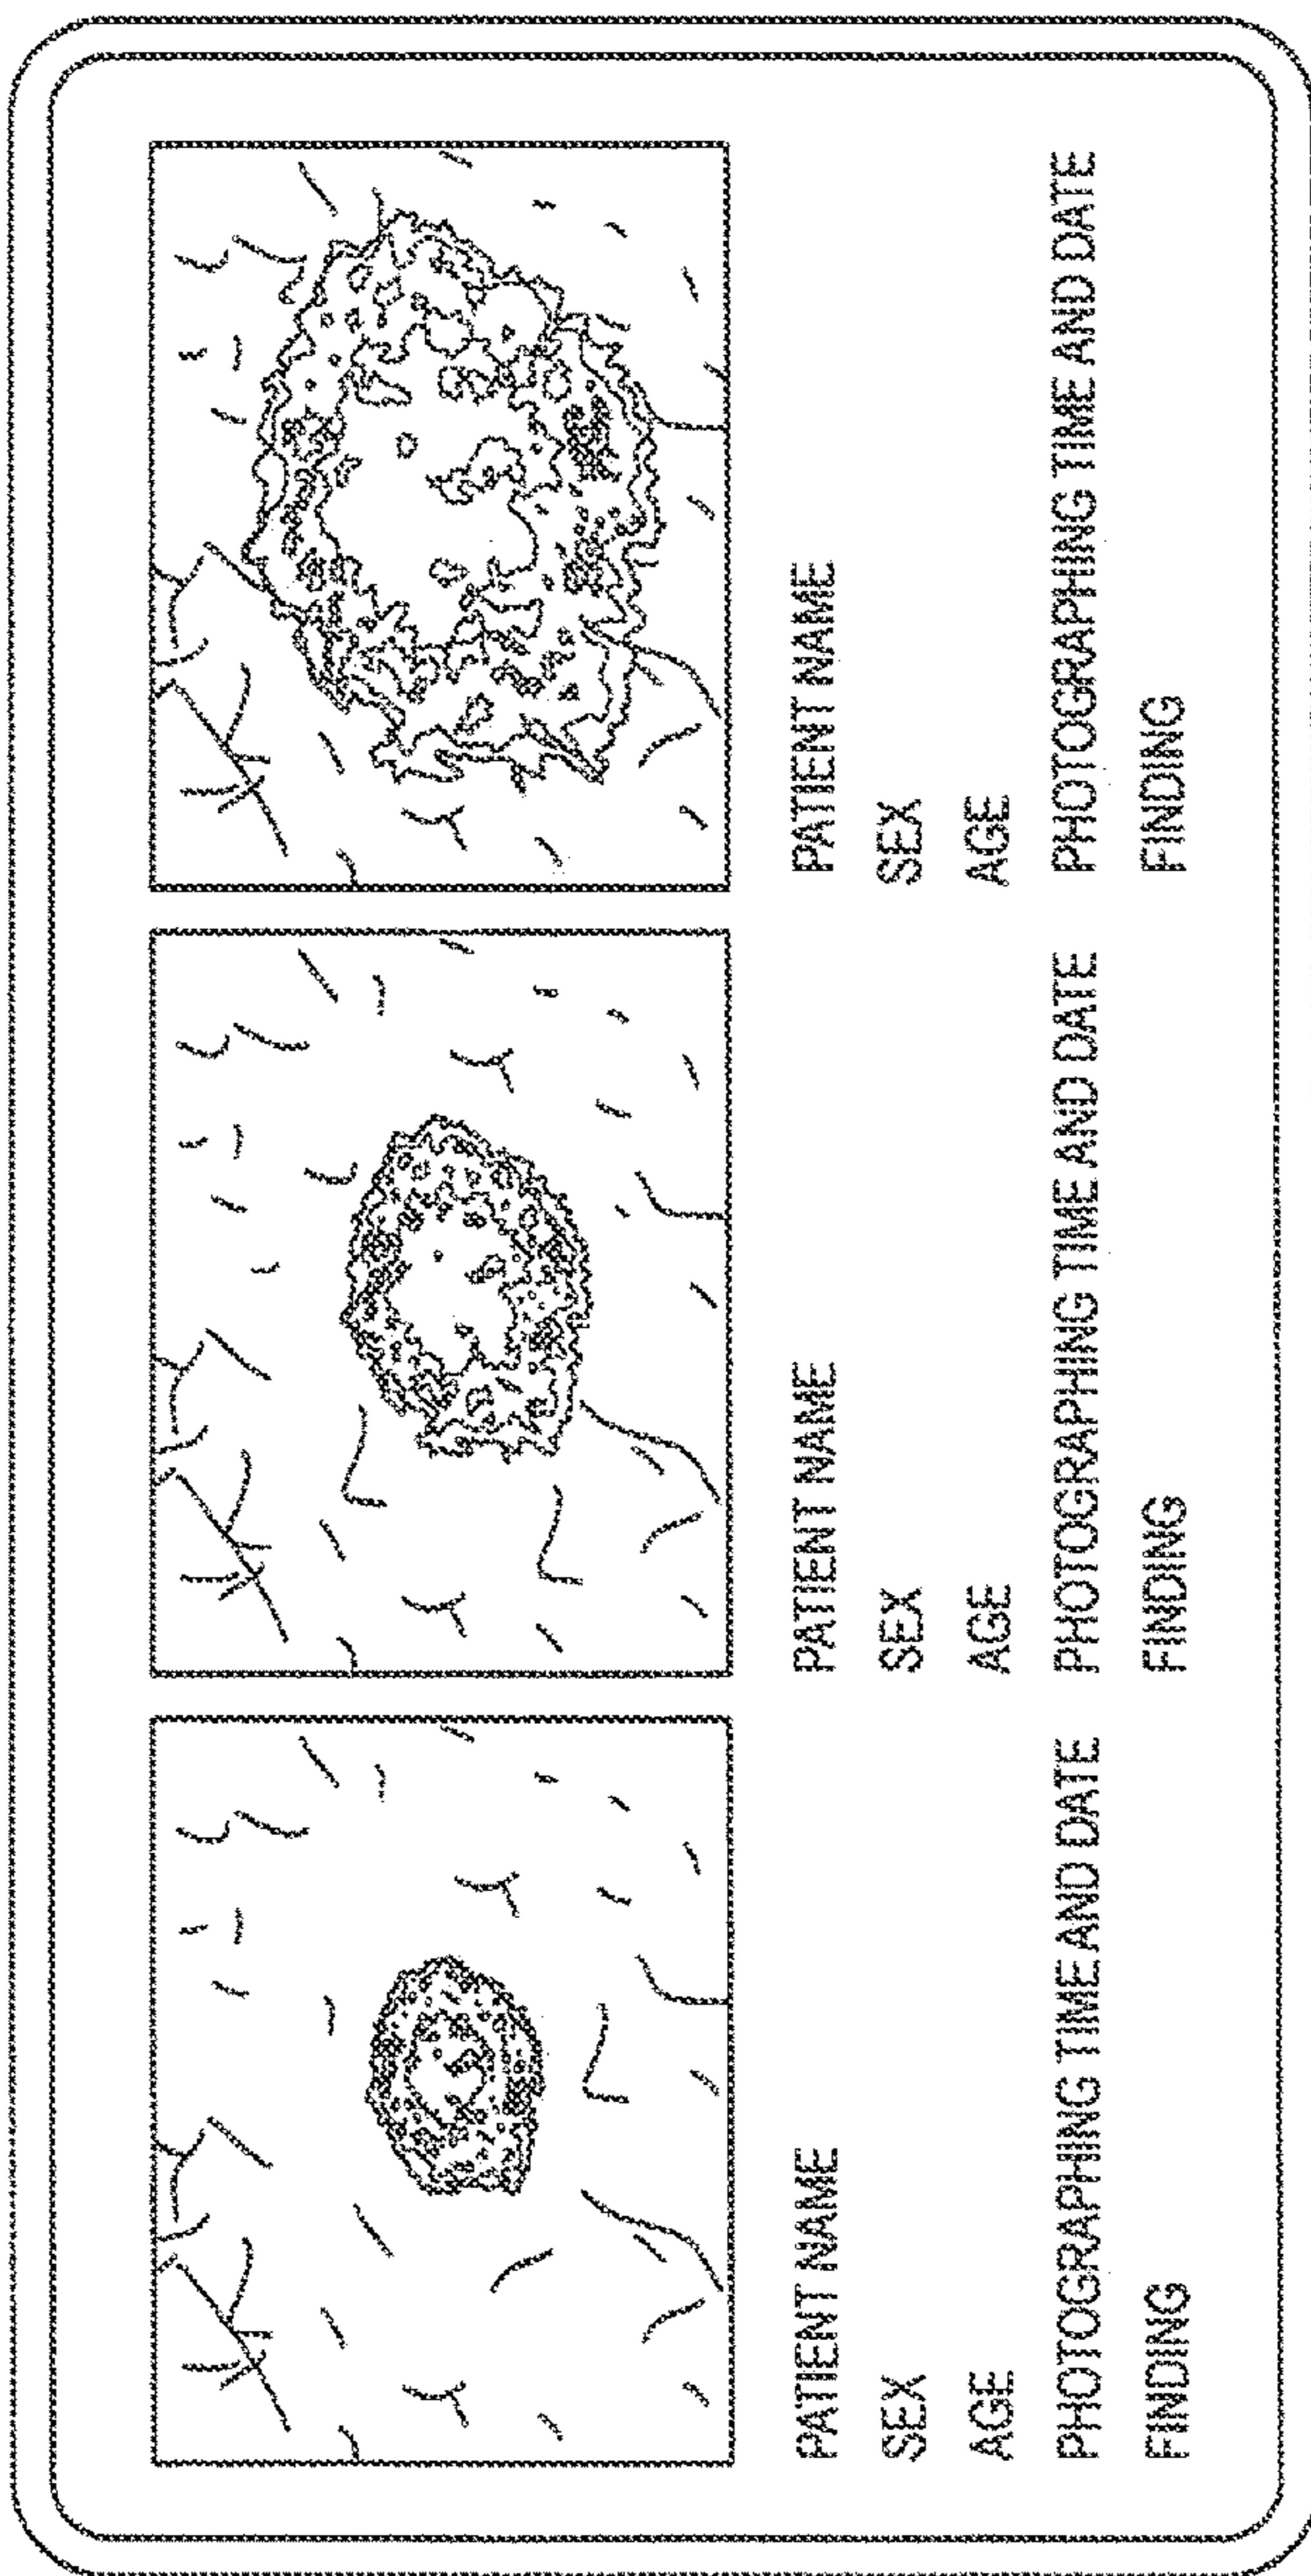 PATIENT NAME
SEX
AGE
PHOTOGRAPHING TIME AND DATE
FINDING
PATIENT NAME
SEX
AGE
PHOTOGRAPHING TIME AND DATE
FINDING
PATIENT NAME
SEX
AGE
PHOTOGRAPHING TIME AND DATE
FINDING